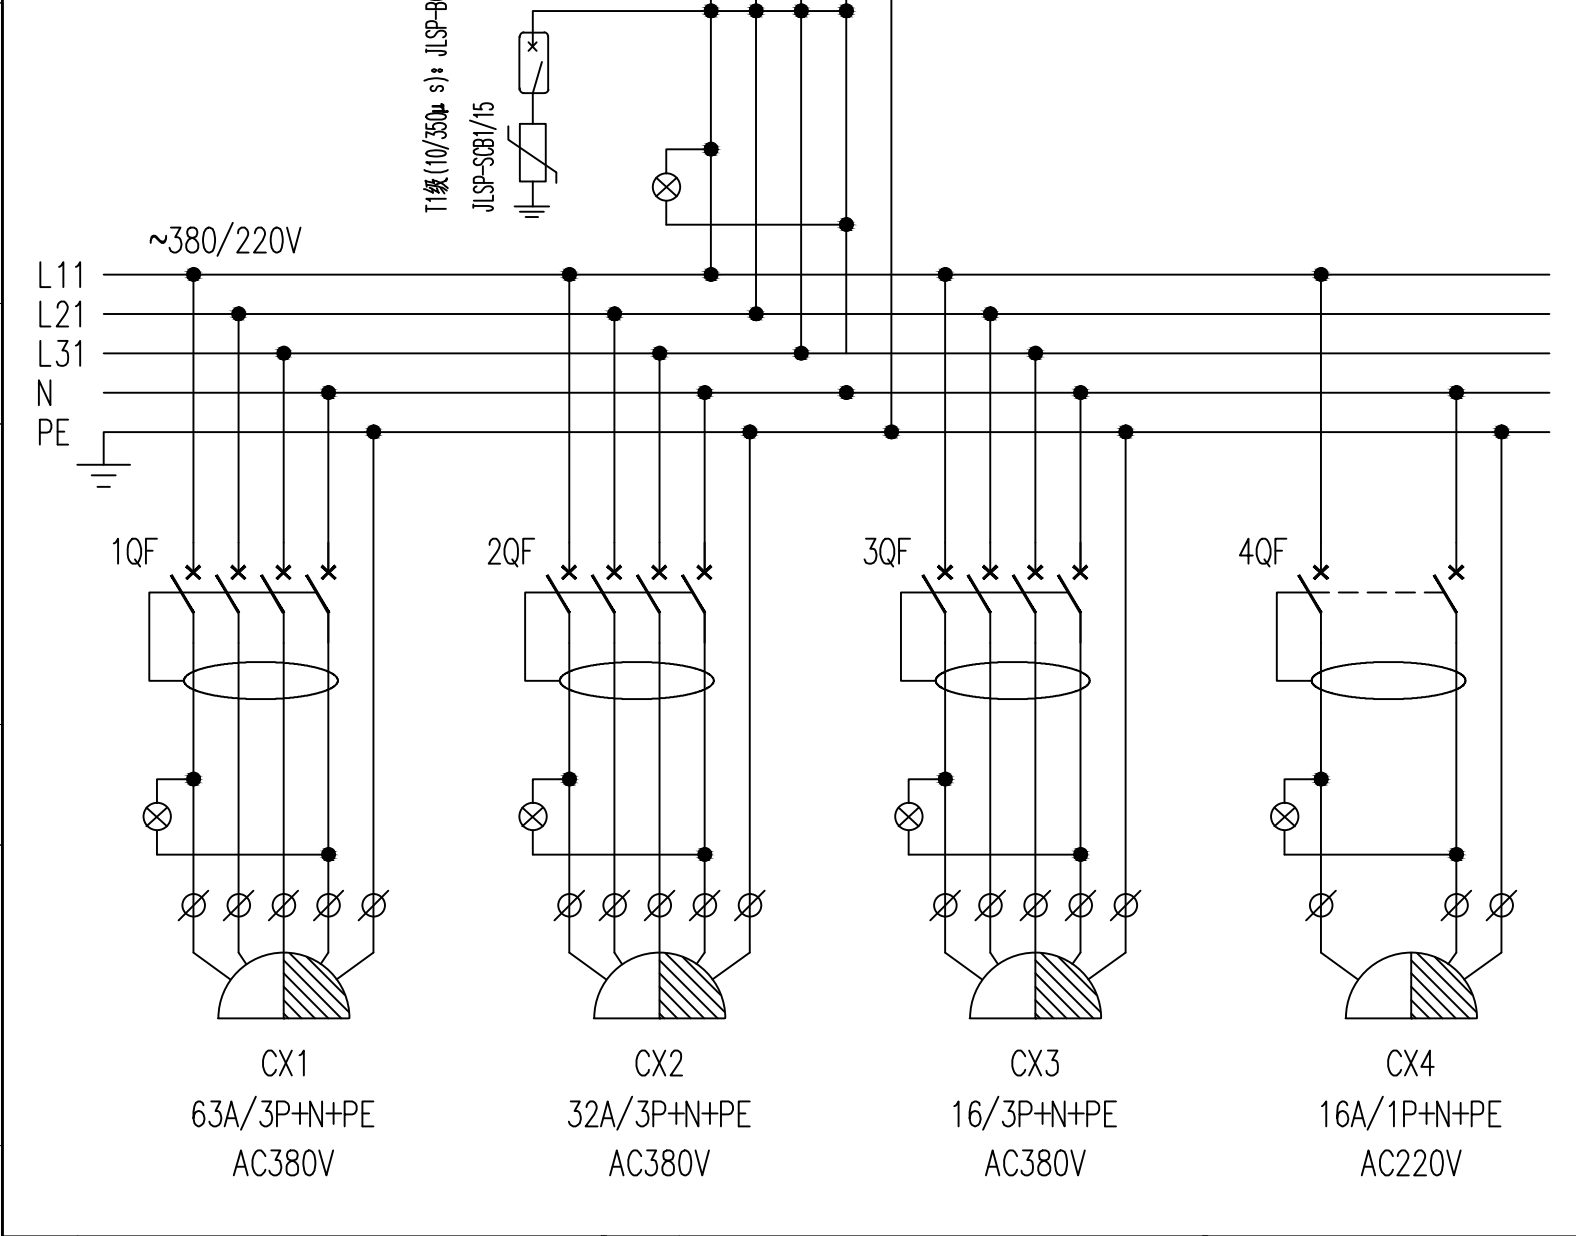 T1级(10/350μs): JLSP-B
JLSP-SCB1/15
~380/220V
L11
L21
L31
N
PE
1QF
2QF
3QF
4QF
CX1
63A/3P+N+PE
AC380V
CX2
32A/3P+N+PE
AC380V
CX3
16/3P+N+PE
AC380V
CX4
16A/1P+N+PE
AC220V